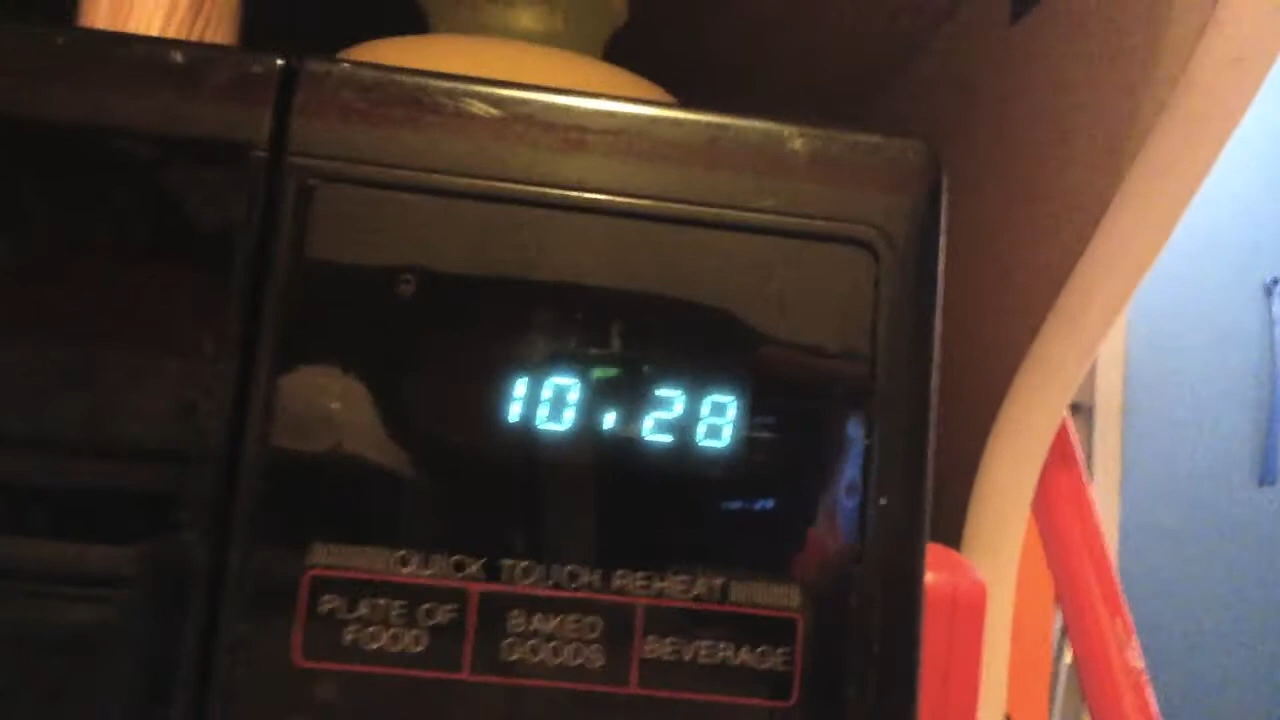 10:28
QUICK TOUCH REHEAT
PLATE OF
FOOD
BAKED
GOODS
BEVERAGE